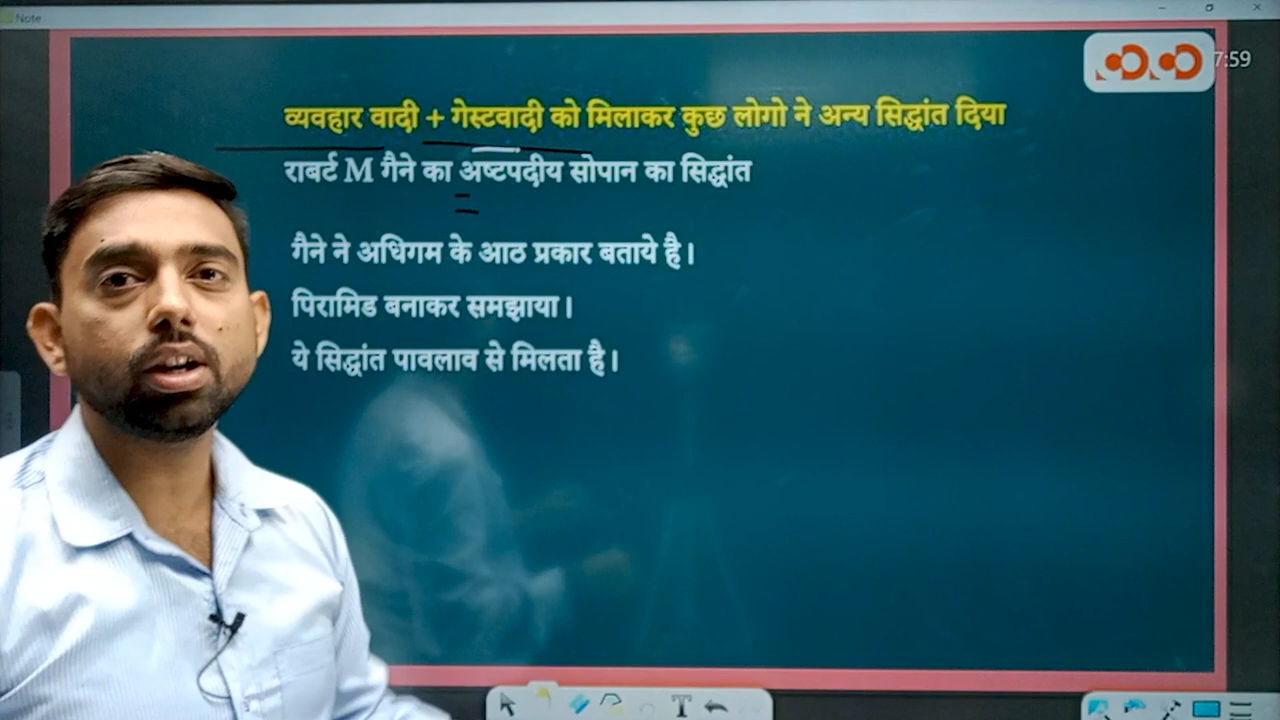 Note
7:59
व्यवहार वादी + गेस्टवादी को मिलाकर कुछ लोगो ने अन्य सिद्धांत दिया
राबर्ट M गैने का अष्टपदीय सोपान का सिद्धांत
गैने ने अधिगम के आठ प्रकार बताये है।
पिरामिड बनाकर समझाया।
ये सिद्धांत पावलाव से मिलता है।